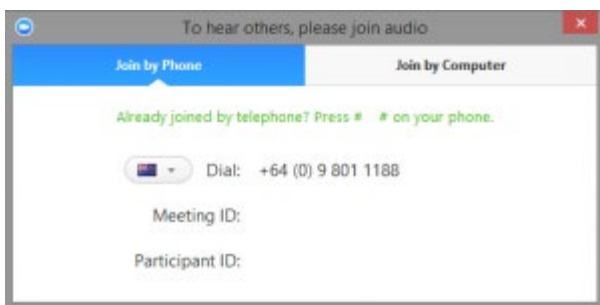 To hear others, please join audio
Join by Phone Join by Computer
Already joined by telephone? Press # # on your phone.
Dial: +64 (0) 9 801 1188
Meeting ID:
Participant ID: